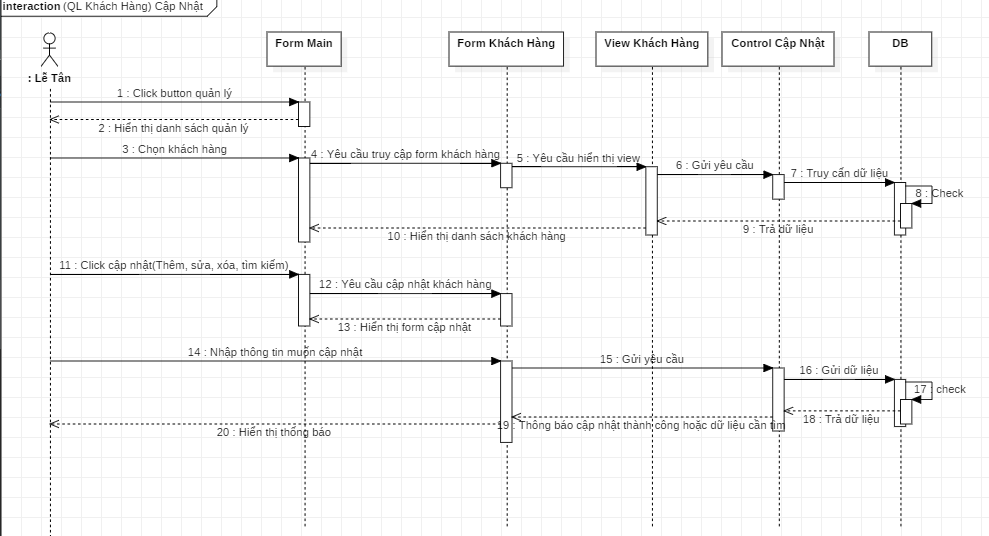 interaction (QL Khách Hàng) Cập Nhật
Form Main
Form Khách Hàng
View Khách Hàng
Control Cập Nhật
DB
: Lễ Tân
1 : Click button quản lý
2 : Hiển thị danh sách quản lý
3 : Chọn khách hàng
4 : Yêu cầu truy cập form khách hàng
5 : Yêu cầu hiển thị view
6 : Gửi yêu cầu
7 : Truy cấn dữ liệu
8 : Check
9 : Trả dữ liệu
10 : Hiển thị danh sách khách hàng
11 : Click cập nhật(Thêm, sửa, xóa, tìm kiếm)
12 : Yêu cầu cập nhật khách hàng
13 : Hiển thị form cập nhật
14 : Nhập thông tin muốn cập nhật
15 : Gửi yêu cầu
16 : Gửi dữ liệu
17 : check
18 : Trả dữ liệu
19 : Thông báo cập nhật thành công hoặc dữ liệu cần tìm
20 : Hiển thị thông báo